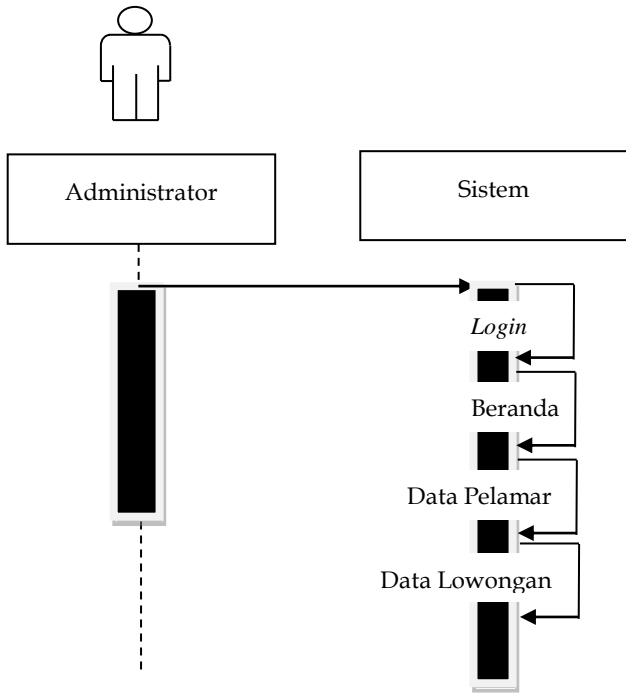 Administrator
Sistem
Login
Beranda
Data Pelamar
Data Lowongan